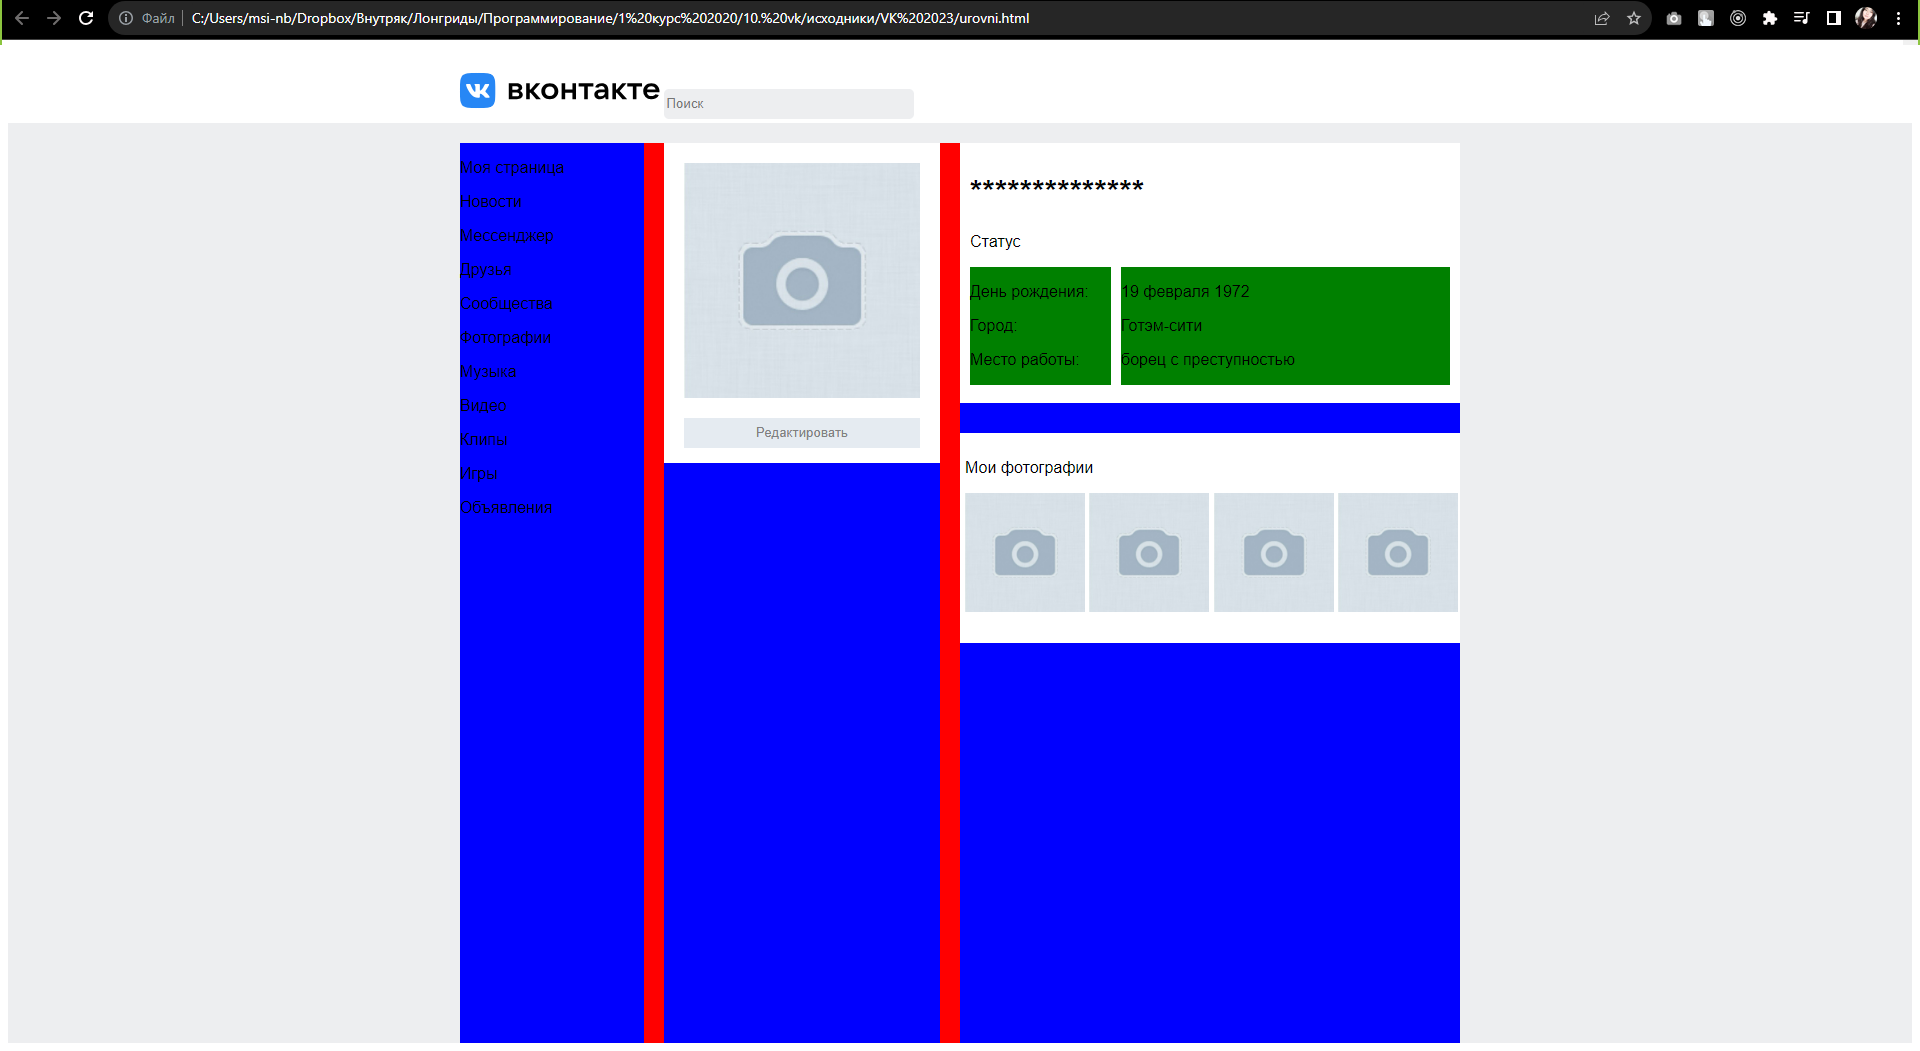 Файл
C:/Users/msi-nb/Dropbox/Внутряк/Лонгриды/Программирование/1%20курс%202020/10.%20vk/исходники/VK%202023/urovni.html
вконтакте
Поиск
Моя страница
Новости
Мессенджер
Друзья
Сообщества
Фотографии
Музыка
Видео
Клипы
Игры
Объявления
Редактировать
**************
Статус
День рождения: 19 февраля 1972
Город: Готэм-сити
Место работы: борец с преступностью
Мои фотографии